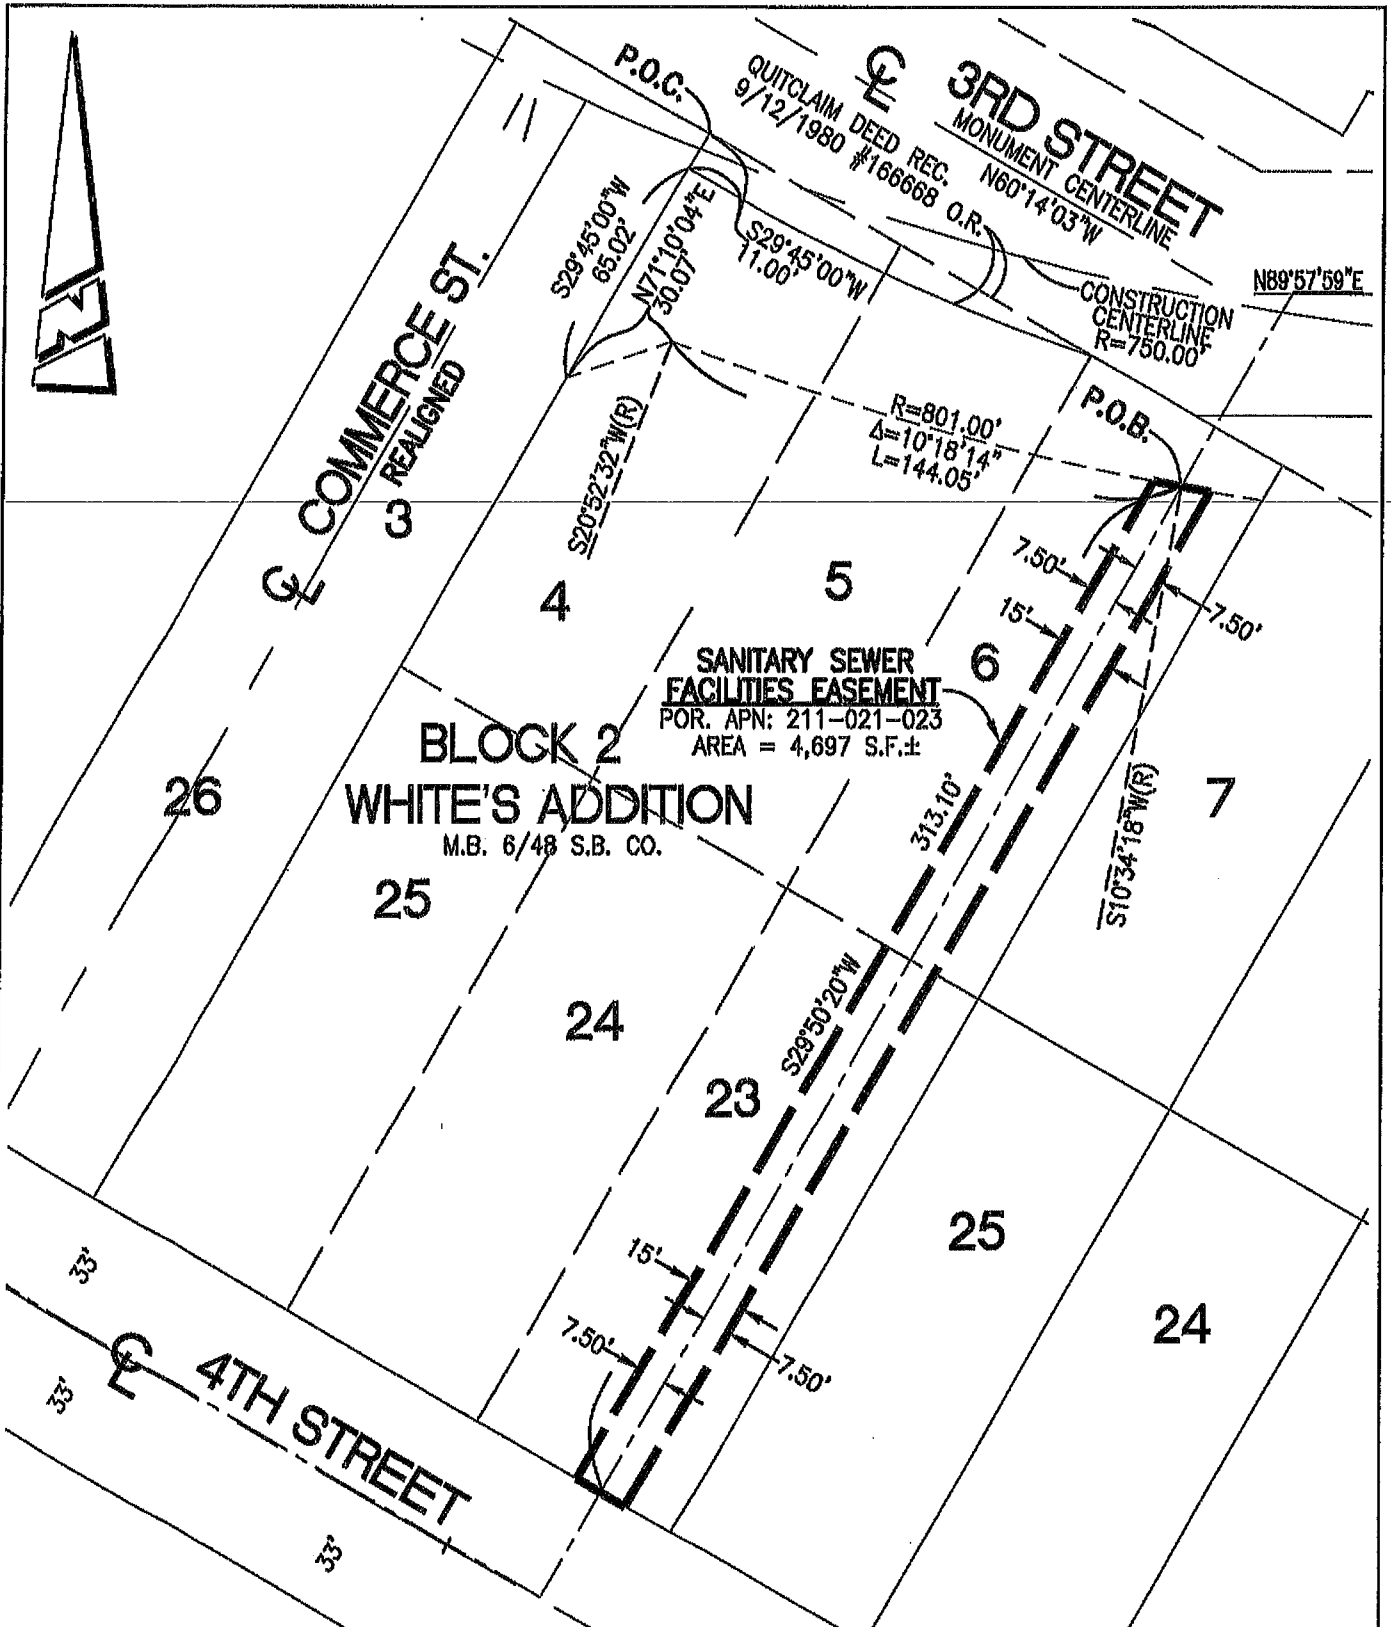 P.O.C.
QUITCLAIM DEED REC.
9/12/1980 #166668 O.R.
℄ 3RD STREET
MONUMENT CENTERLINE
N60°14'03"W
N89°57'59"E
CONSTRUCTION
CENTERLINE
R=750.00'
S29°45'00"W
65.02'
N71°10'04"E
30.07'
S29°45'00"W
11.00'
℄ COMMERCE ST.
REALIGNED
P.O.B.
R=801.00'
Δ=10°18'14"
L=144.05'
S20°52'32"W(R)
3
4
5
6
7
7.50'
15'
7.50'
SANITARY SEWER
FACILITIES EASEMENT
POR. APN: 211-021-023
AREA = 4,697 S.F.±
BLOCK 2
WHITE'S ADDITION
M.B. 6/48 S.B. CO.
313.10'
S10°34'18"W(R)
26
25
24
S29°50'20"W
23
25
24
15'
7.50'
7.50'
33'
℄ 4TH STREET
33'
33'